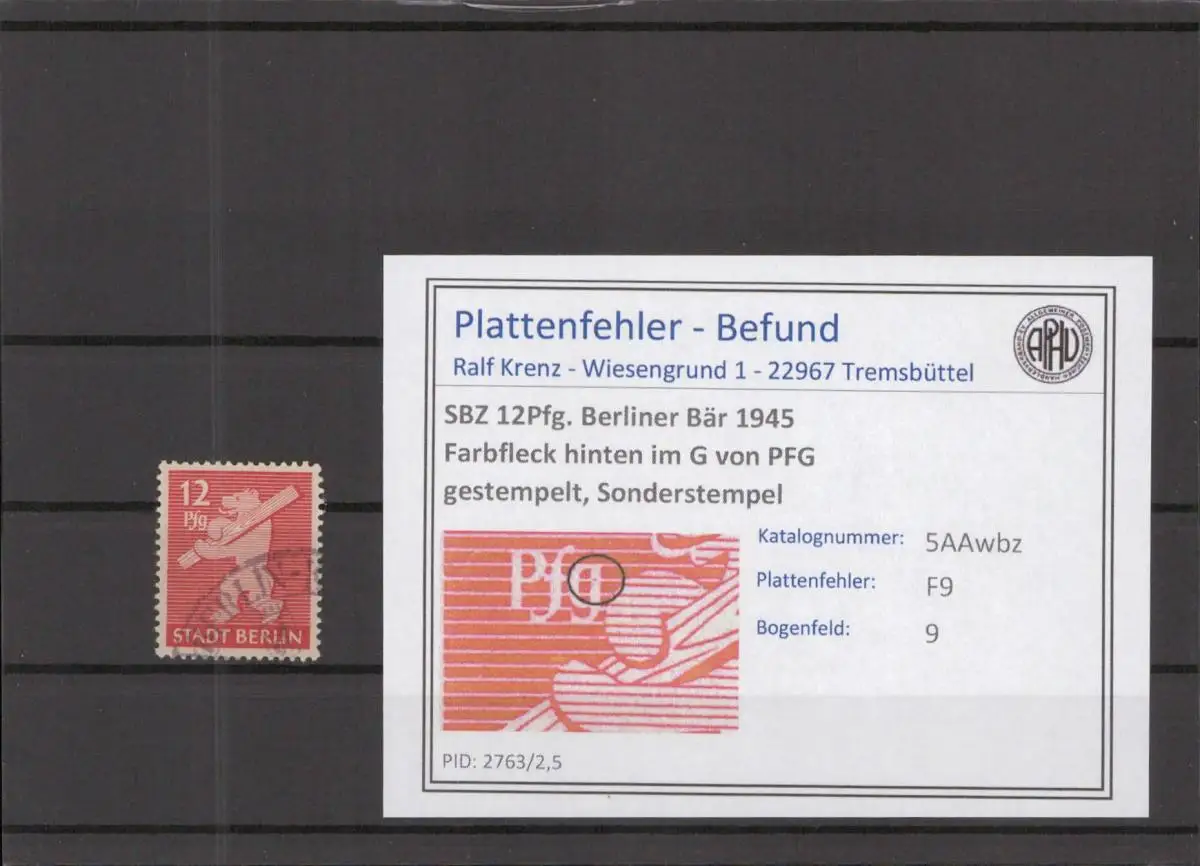 12
Pfg
STADT BERLIN
Plattenfehler - Befund
Ralf Krenz - Wiesengrund 1 - 22967 Tremsbüttel
APHV
SBZ 12Pfg. Berliner Bär 1945
Farbfleck hinten im G von PFG
gestempelt, Sonderstempel
Pfg
Katalognummer: 5AAwbz
Plattenfehler: F9
Bogenfeld: 9
PID: 2763/2,5